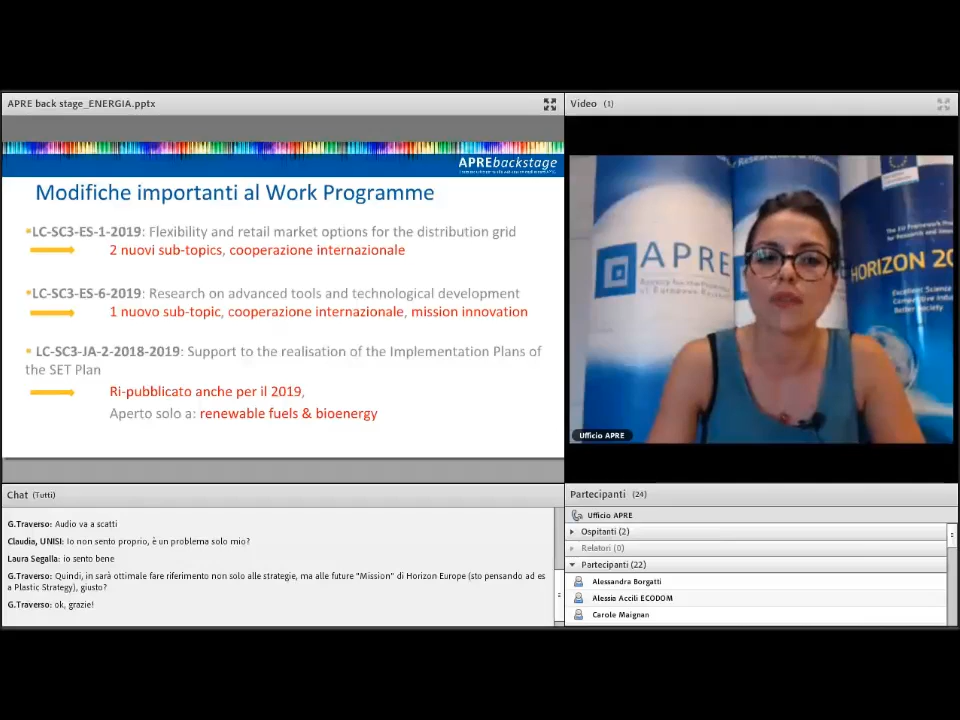 APRE back stage_ENERGIA.pptx
APREbackstage
Modifiche importanti al Work Programme
LC-SC3-ES-1-2019: Flexibility and retail market options for the distribution grid
2 nuovi sub-topics, cooperazione internazionale
LC-SC3-ES-6-2019: Research on advanced tools and technological development
1 nuovo sub-topic, cooperazione internazionale, mission innovation
LC-SC3-JA-2-2018-2019: Support to the realisation of the Implementation Plans of
the SET Plan
Ri-pubblicato anche per il 2019,
Aperto solo a: renewable fuels & bioenergy
Video (1)
APRE
HORIZON 20
Excellent Science
Ufficio APRE
Chat (Tutti)
G.Traverso: Audio va a scatti
Claudia, UNISI: Io non sento proprio, è un problema solo mio?
Laura Segalla: io sento bene
G.Traverso: Quindi, in sarà ottimale fare riferimento non solo alle strategie, ma alle future "Mission" di Horizon Europe (sto pensando ad es
a Plastic Strategy), giusto?
G.Traverso: ok, grazie!
Partecipanti (24)
Ufficio APRE
Ospitanti (2)
Relatori (0)
Partecipanti (22)
Alessandra Borgatti
Alessia Accili ECODOM
Carole Maignan